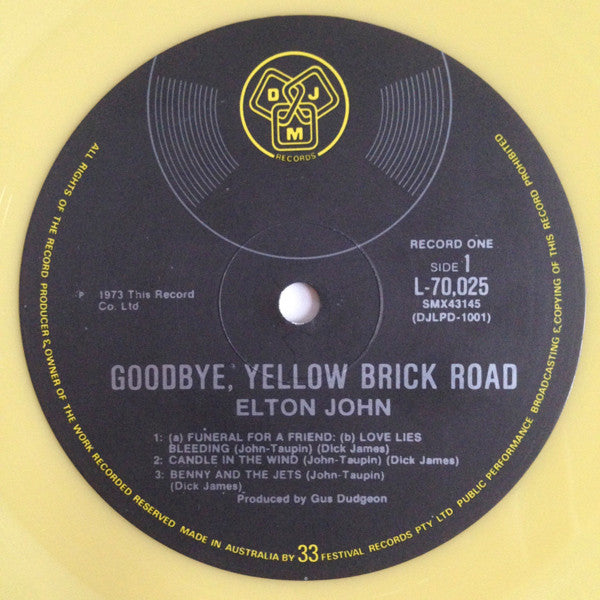 D J
M
RECORDS
RECORD ONE
SIDE 1
L-70,025
SMX43145
(DJLPD-1001)
℗ 1973 This Record
Co. Ltd
GOODBYE, YELLOW BRICK ROAD
ELTON JOHN
1: (a) FUNERAL FOR A FRIEND: (b) LOVE LIES
BLEEDING (John-Taupin) (Dick James)
2: CANDLE IN THE WIND (John-Taupin) (Dick James)
3: BENNY AND THE JETS (John-Taupin)
(Dick James)
Produced by Gus Dudgeon
ALL RIGHTS OF THE RECORD PRODUCER & OWNER OF THE WORK RECORDED RESERVED MADE IN AUSTRALIA BY 33 FESTIVAL RECORDS PTY LTD PUBLIC PERFORMANCE BROADCASTING & COPYING OF THIS RECORD PROHIBITED